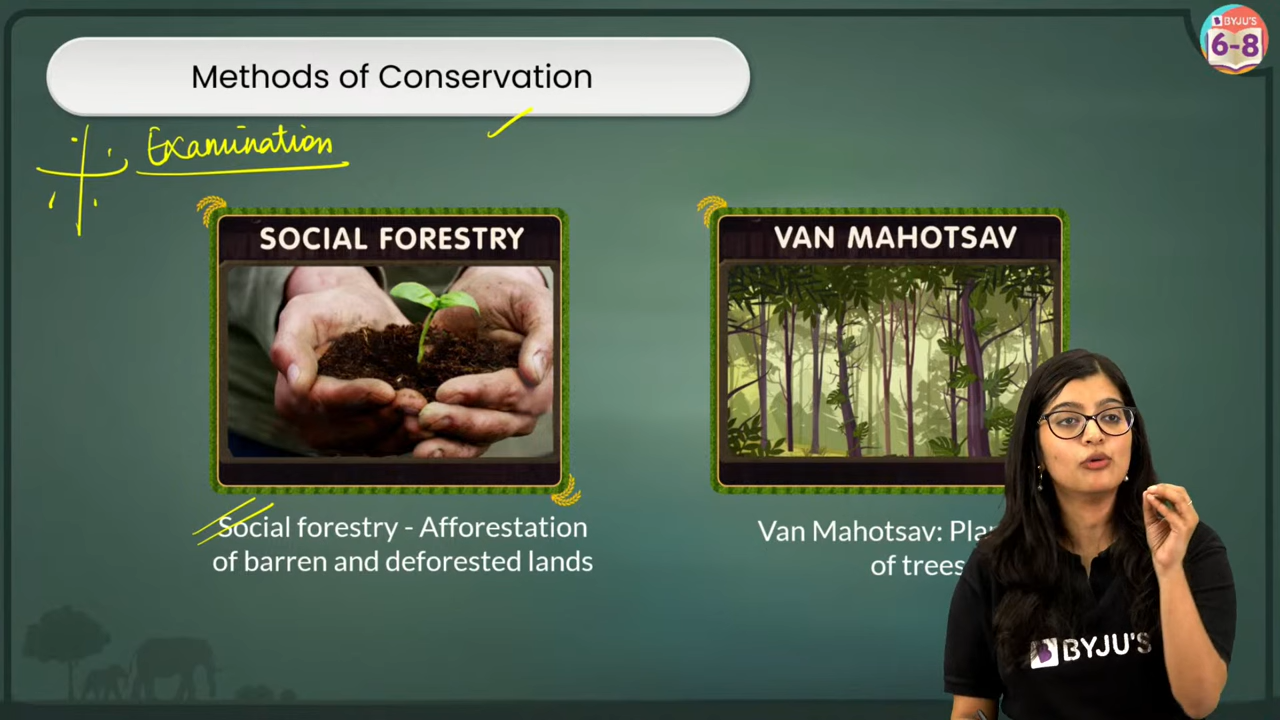 BYJU'S
6-8
Methods of Conservation
Examination
SOCIAL FORESTRY
VAN MAHOTSAV
Social forestry - Afforestation
of barren and deforested lands
Van Mahotsav:
of trees
BYJU'S